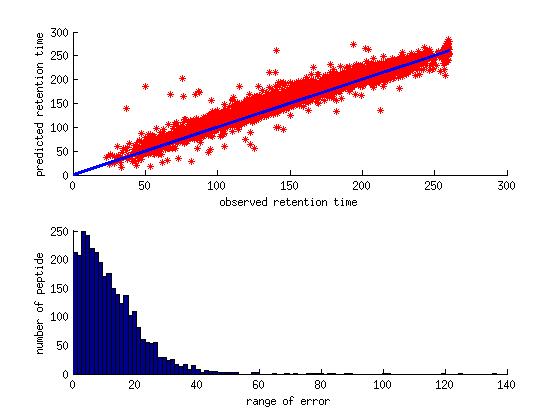 300
250
200
150
100
50
0
predicted retention time
0 50 100 150 200 250 300
observed retention time
250
200
150
100
50
0
number of peptide
0 20 40 60 80 100 120 140
range of error